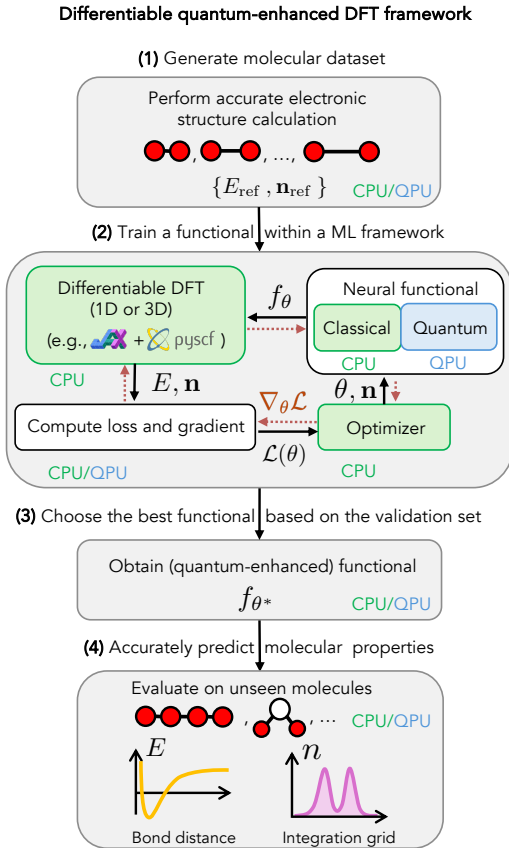 Differentiable quantum-enhanced DFT framework
(1) Generate molecular dataset
Perform accurate electronic
structure calculation
, , ..., 
{E_ref , n_ref }
CPU/QPU
(2) Train a functional within a ML framework
Differentiable DFT
(1D or 3D)
(e.g., JAX + pyscf )
CPU
f_θ
Neural functional
Classical
Quantum
CPU
QPU
E, n
θ, n
Compute loss and gradient
CPU/QPU
∇_θ L
L(θ)
Optimizer
CPU
(3) Choose the best functional based on the validation set
Obtain (quantum-enhanced) functional
f_θ*
CPU/QPU
(4) Accurately predict molecular properties
Evaluate on unseen molecules
, , ...
CPU/QPU
E
Bond distance
n
Integration grid